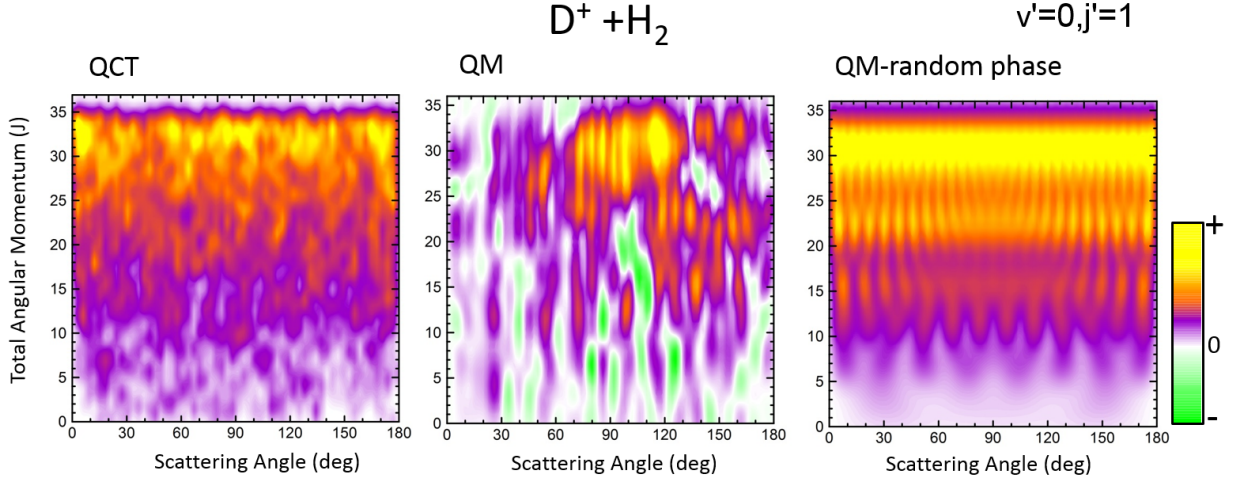 D⁺ +H₂
v'=0,j'=1
QCT
QM
QM-random phase
Total Angular Momentum (J)
35
30
25
20
15
10
5
0
0 30 60 90 120 150 180
Scattering Angle (deg)
35
30
25
20
15
10
5
0
0 30 60 90 120 150 180
Scattering Angle (deg)
35
30
25
20
15
10
5
0
0 30 60 90 120 150 180
Scattering Angle (deg)
+
0
-